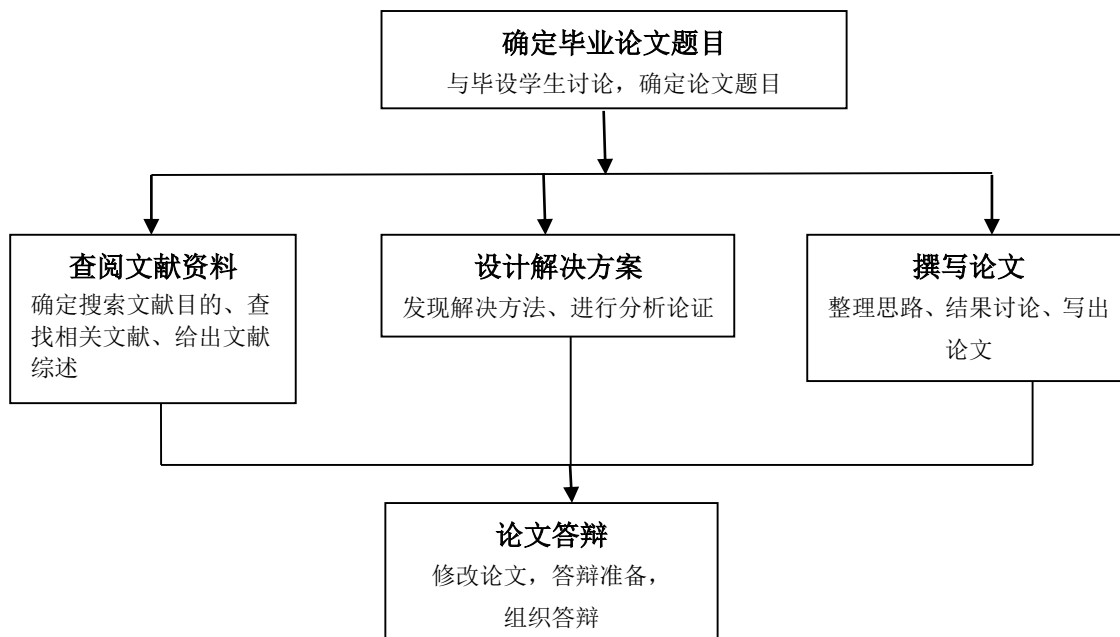 确定毕业论文题目
与毕设学生讨论，确定论文题目
查阅文献资料
确定搜索文献目的、查
找相关文献、给出文献
综述
设计解决方案
发现解决方法、进行分析论证
撰写论文
整理思路、结果讨论、写出
论文
论文答辩
修改论文，答辩准备，
组织答辩